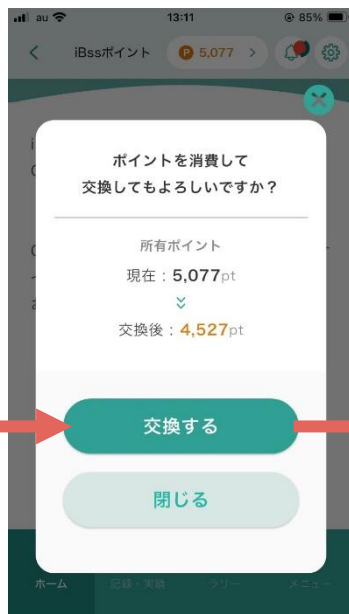 au 13:11 85%
iBssポイント P 5,077 >
ポイントを消費して
交換してもよろしいですか?
所有ポイント
現在:5,077pt
交換後:4,527pt
交換する
閉じる
ホーム 記録・実績 ラリー メニュー